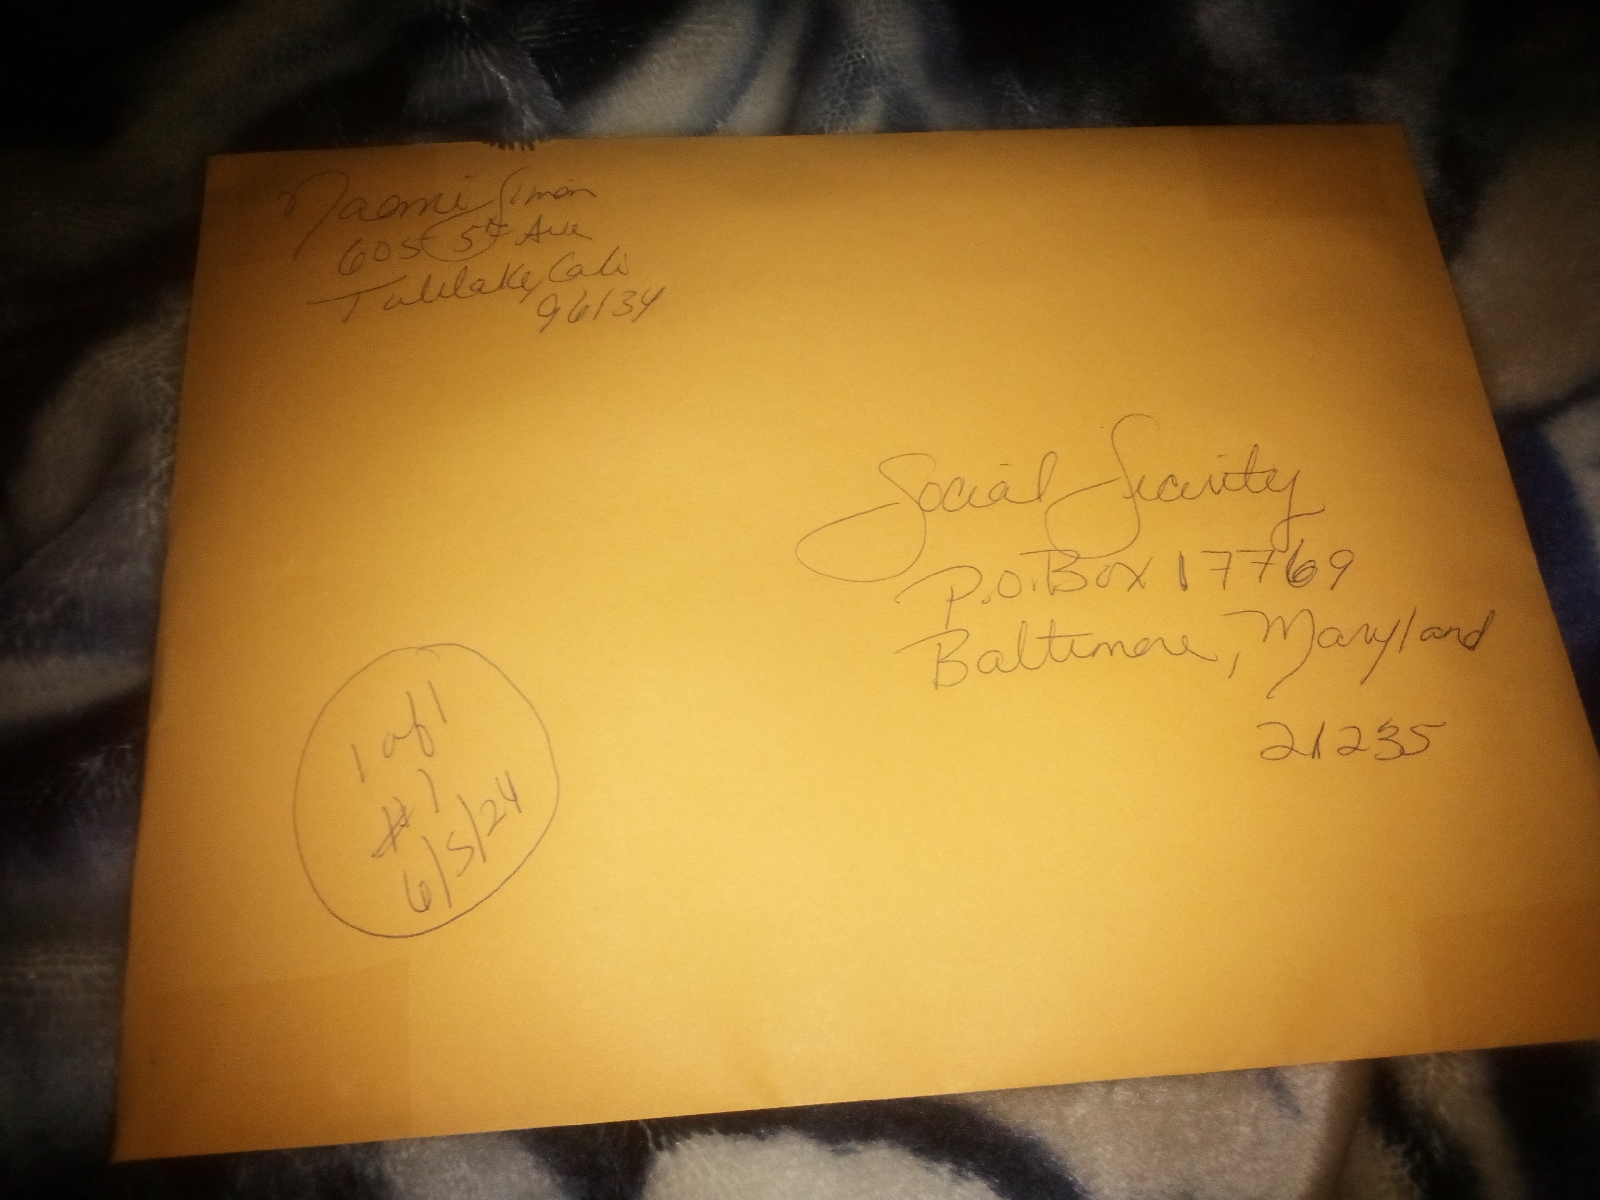 Naomi Simon
605 5th Ave
Tulelake, Cali
96134
Social Security
P.O. Box 17769
Baltimore, Maryland
21235
1 of 1
#1
6/5/24